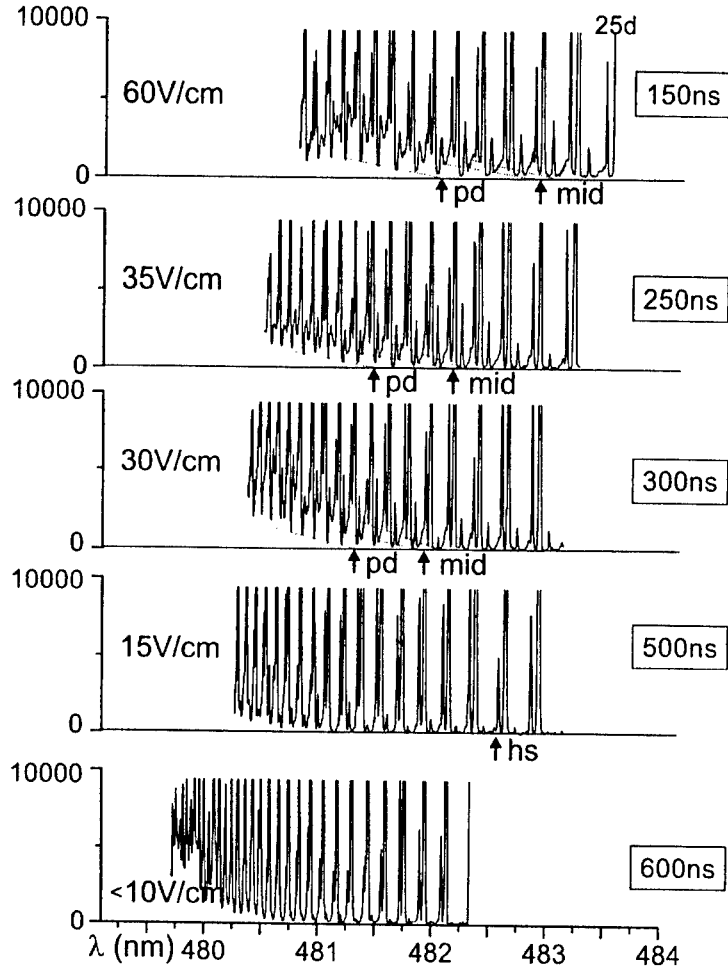 10000
25d
60V/cm
150ns
0
pd
mid
10000
35V/cm
250ns
0
pd
mid
10000
30V/cm
300ns
0
pd
mid
10000
15V/cm
500ns
0
hs
10000
600ns
<10V/cm
0
λ (nm) 480 481 482 483 484